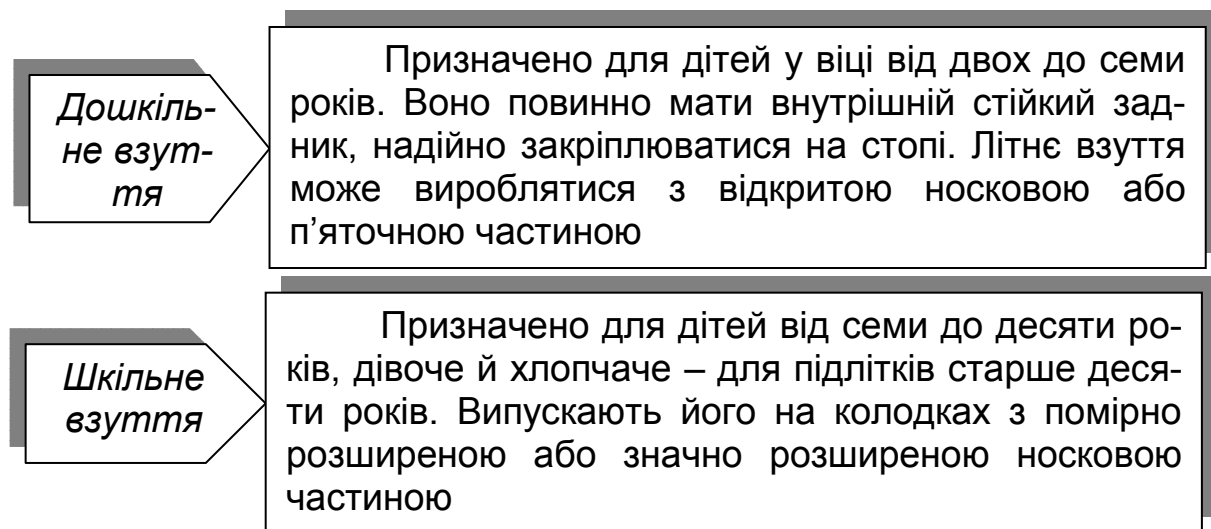 Дошкіль-
не взут-
тя
Призначено для дітей у віці від двох до семи
років. Воно повинно мати внутрішній стійкий зад-
ник, надійно закріплюватися на стопі. Літнє взуття
може вироблятися з відкритою носковою або
п’яточною частиною
Шкільне
взуття
Призначено для дітей від семи до десяти ро-
ків, дівоче й хлопчаче – для підлітків старше деся-
ти років. Випускають його на колодках з помірно
розширеною або значно розширеною носковою
частиною